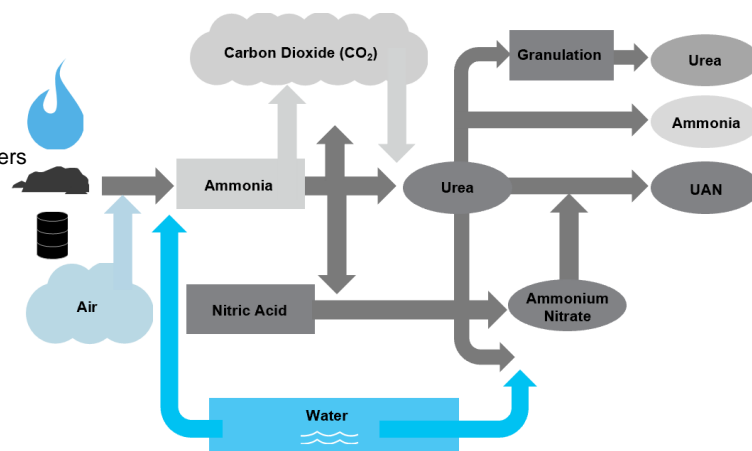 Carbon Dioxide (CO₂)
Granulation
Urea
Ammonia
ers
Ammonia
Urea
UAN
Air
Nitric Acid
Ammonium
Nitrate
Water